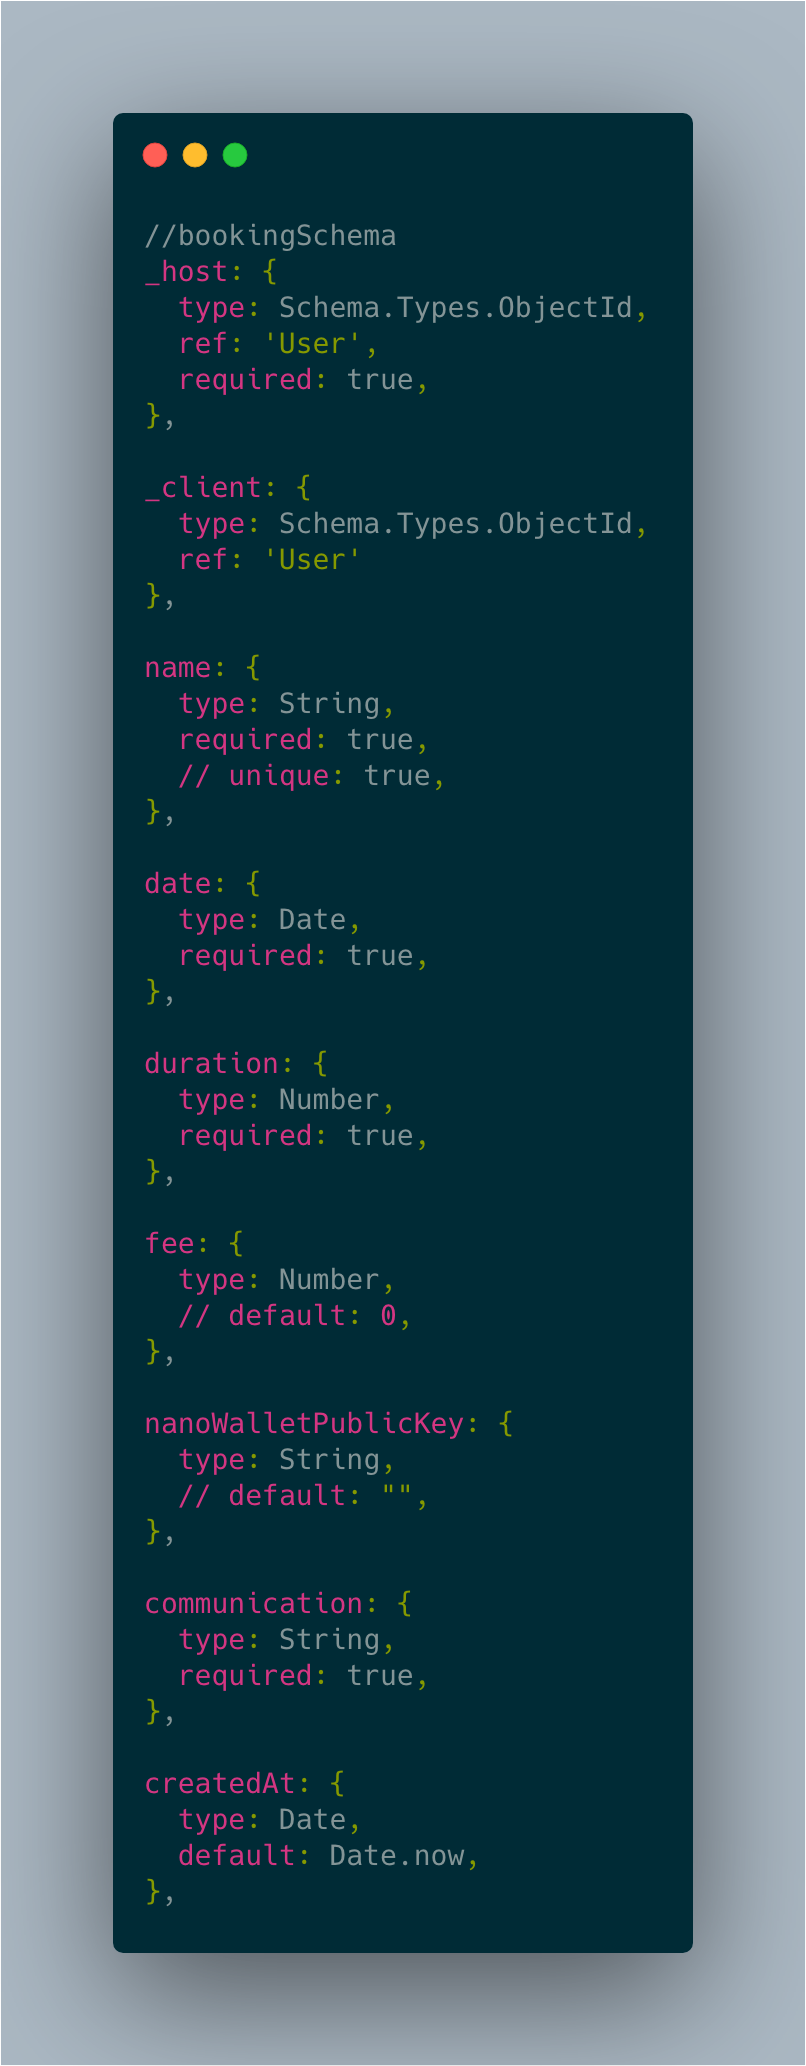 //bookingSchema
_host: {
  type: Schema.Types.ObjectId,
  ref: 'User',
  required: true,
},

_client: {
  type: Schema.Types.ObjectId,
  ref: 'User'
},

name: {
  type: String,
  required: true,
  // unique: true,
},

date: {
  type: Date,
  required: true,
},

duration: {
  type: Number,
  required: true,
},

fee: {
  type: Number,
  // default: 0,
},

nanoWalletPublicKey: {
  type: String,
  // default: "",
},

communication: {
  type: String,
  required: true,
},

createdAt: {
  type: Date,
  default: Date.now,
},